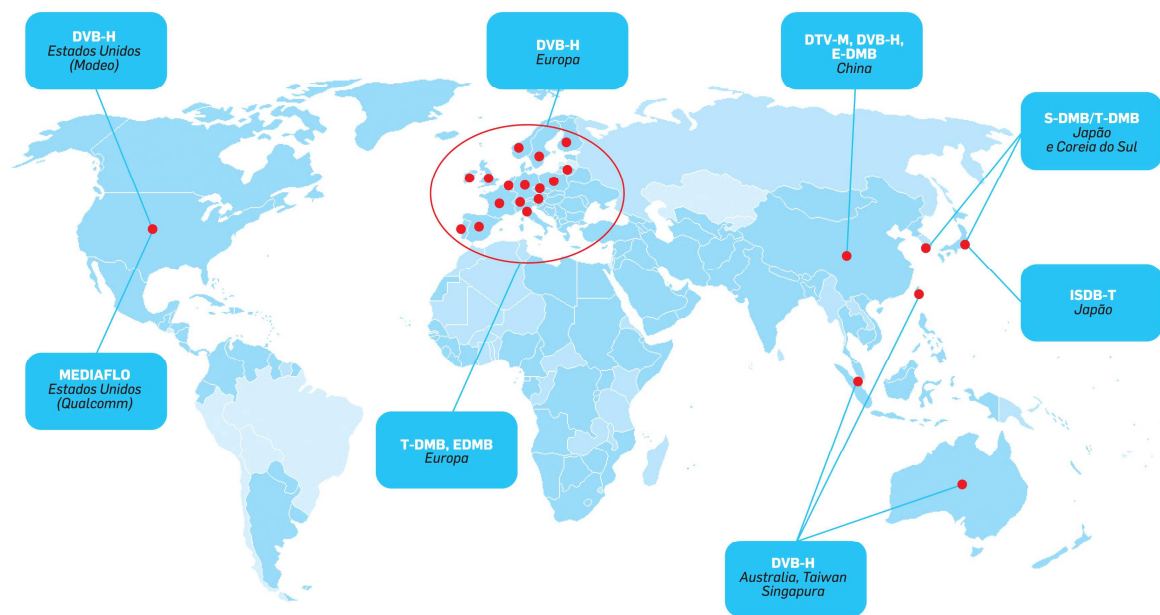 DVB-H
Estados Unidos
(Modeo)
DVB-H
Europa
DTV-M, DVB-H,
E-DMB
China
S-DMB/T-DMB
Japão
e Coreia do Sul
ISDB-T
Japão
MEDIAFLO
Estados Unidos
(Qualcomm)
T-DMB, EDMB
Europa
DVB-H
Australia, Taiwan
Singapura